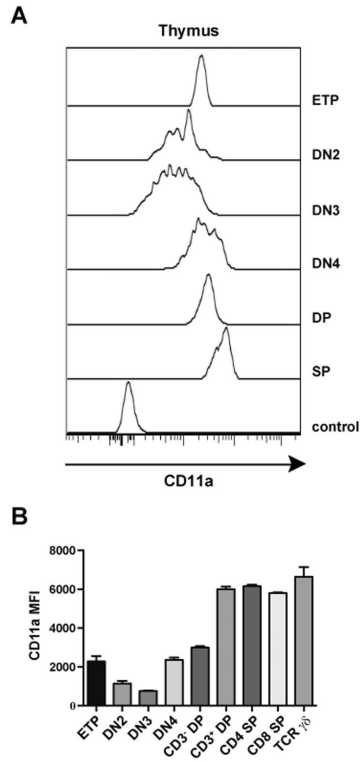 A
Thymus
ETP
DN2
DN3
DN4
DP
SP
control
CD11a
B
8000
6000
4000
2000
0
CD11a MFI
ETP
DN2
DN3
DN4
CD3⁻ DP
CD3⁺ DP
CD4 SP
CD8 SP
TCR γδ